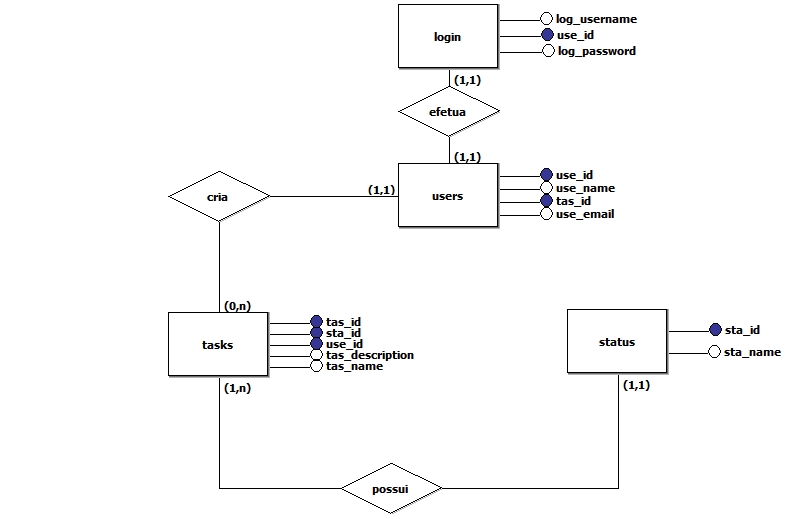 login
log_username
use_id
log_password
(1,1)
efetua
(1,1)
users
use_id
use_name
tas_id
use_email
(1,1)
cria
(0,n)
tasks
tas_id
sta_id
use_id
tas_description
tas_name
(1,n)
status
sta_id
sta_name
(1,1)
possui